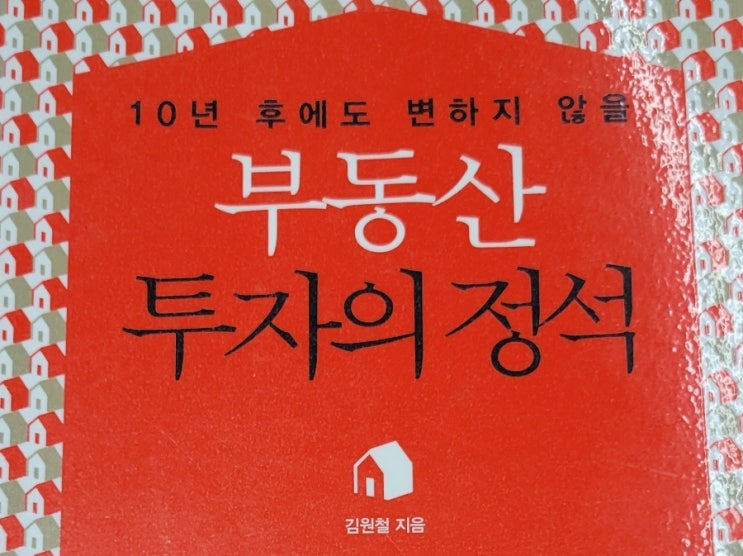 10년 후에도 변하지 않을
부동산
투자의 정석
김원철 지음